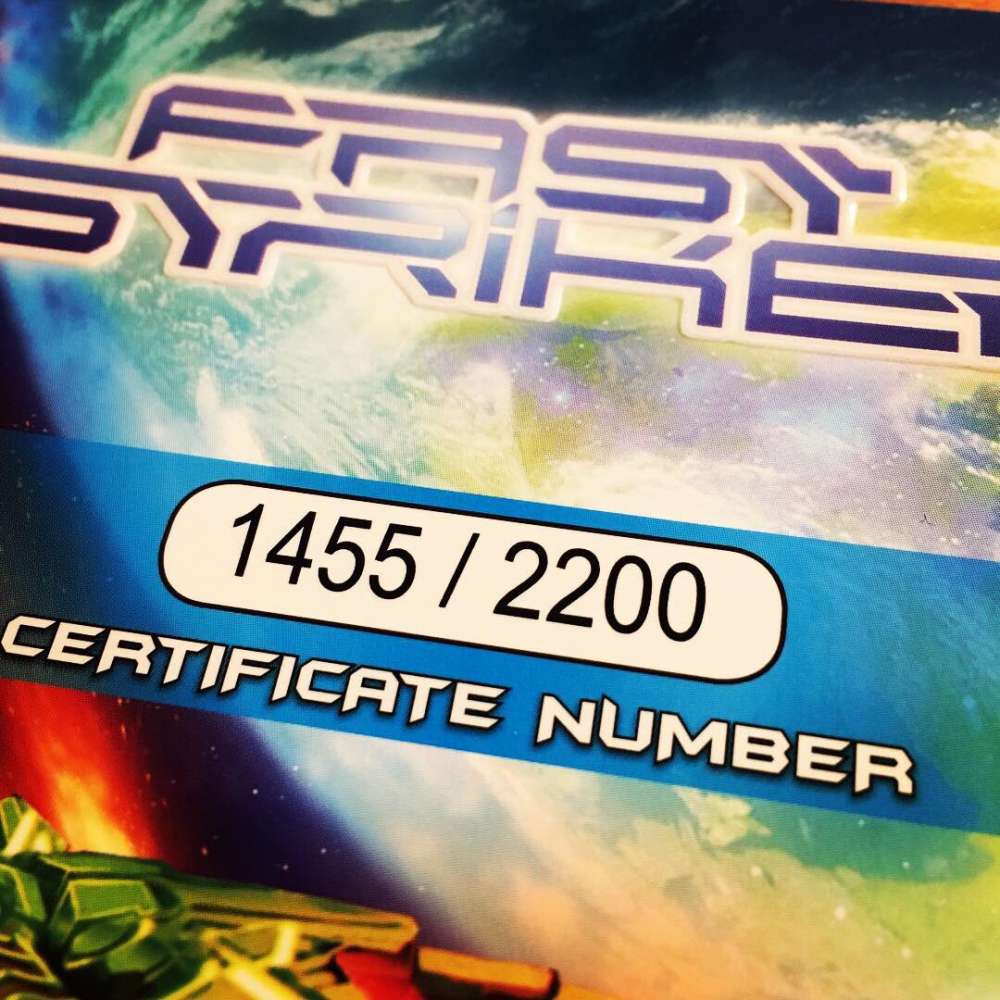 FAST
STRIKER
1455 / 2200
CERTIFICATE NUMBER